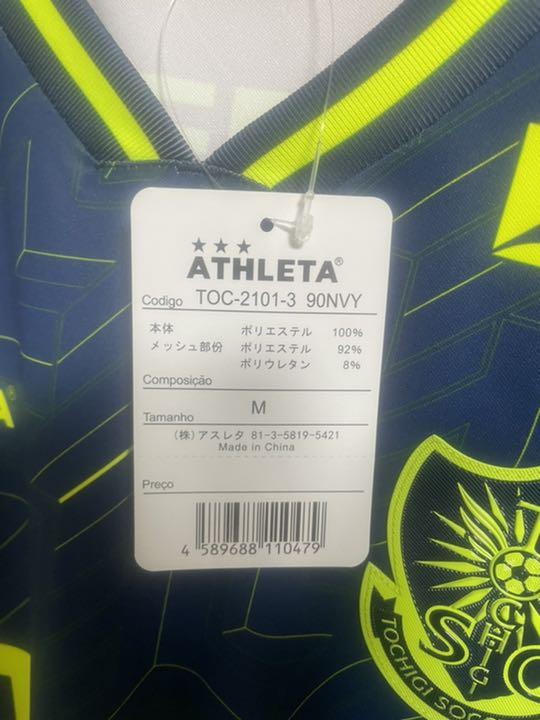 ATHLETA®
Codigo TOC-2101-3 90NVY
本体 ポリエステル 100%
メッシュ部份 ポリエステル 92%
ポリウレタン 8%
Composição
Tamanho M
(株)アスレタ 81-3-5819-5421
Made in China
Preço
4 589688 110479
TOCHIGI